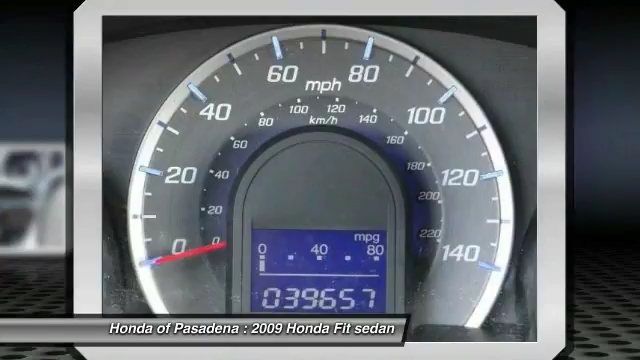 60 80
mph
40 100
80 100 120 140
km/h
60 160
20 40 180 120
20 200
0 0 220 140
mpg
0 40 80
039657
Honda of Pasadena : 2009 Honda Fit sedan